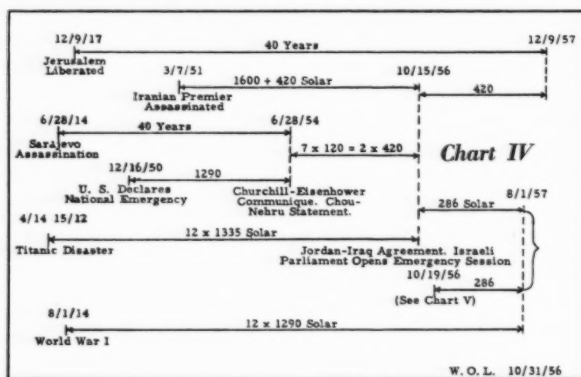 12/9/17
12/9/57
40 Years
Jerusalem
Liberated
3/7/51
1600 + 420 Solar
10/15/56
420
Iranian Premier
Assassinated
6/28/14
40 Years
6/28/54
Sarajevo
Assassination
7 x 120 = 2 x 420
Chart IV
12/16/50
1290
U. S. Declares
National Emergency
Churchill-Eisenhower
Communique. Chou-
Nehru Statement.
8/1/57
286 Solar
4/14 15/12
12 x 1335 Solar
Titanic Disaster
Jordan-Iraq Agreement. Israeli
Parliament Opens Emergency Session
10/19/56
286
(See Chart V)
8/1/14
12 x 1290 Solar
World War I
W. O. L. 10/31/56